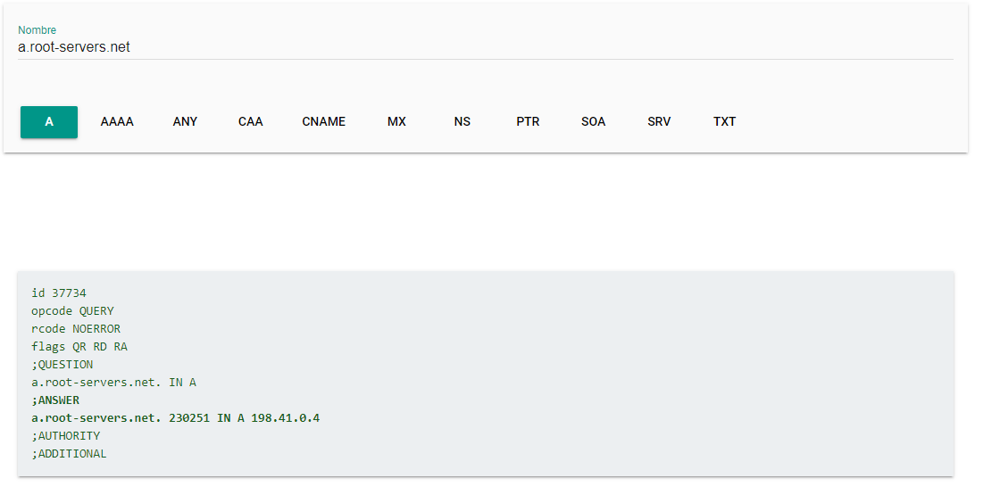 Nombre
a.root-servers.net
A AAAA ANY CAA CNAME MX NS PTR SOA SRV TXT
id 37734
opcode QUERY
rcode NOERROR
flags QR RD RA
;QUESTION
a.root-servers.net. IN A
;ANSWER
a.root-servers.net. 230251 IN A 198.41.0.4
;AUTHORITY
;ADDITIONAL